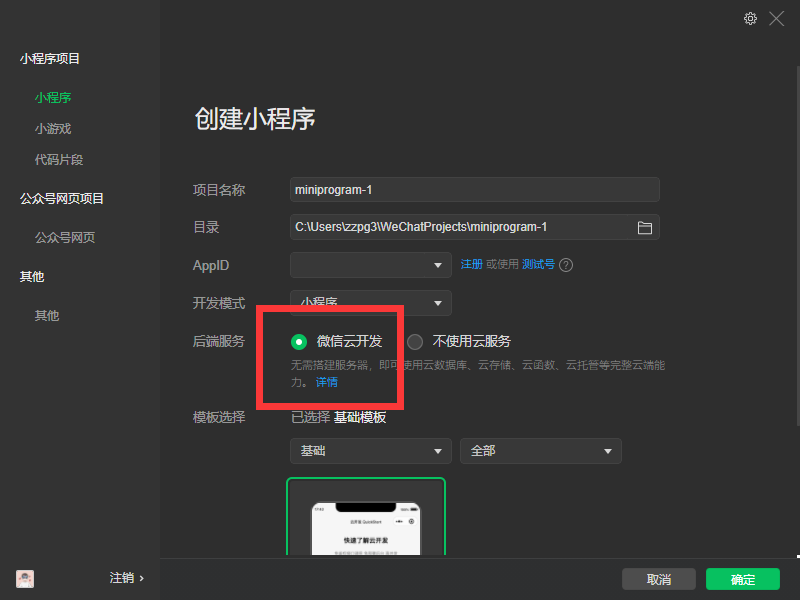 小程序项目
小程序
小游戏
代码片段
公众号网页项目
公众号网页
其他
其他
注销
创建小程序
项目名称 miniprogram-1
目录 C:\Users\zzpg3\WeChatProjects\miniprogram-1
AppID 注册 或使用 测试号 ?
开发模式 小程序
后端服务 微信云开发 不使用云服务
无需搭建服务器，即可使用云数据库、云存储、云函数、云托管等完整云端能
力。 详情
模板选择 已选择 基础模板
基础 全部
云开发 QuickStart
快速了解云开发
取消 确定